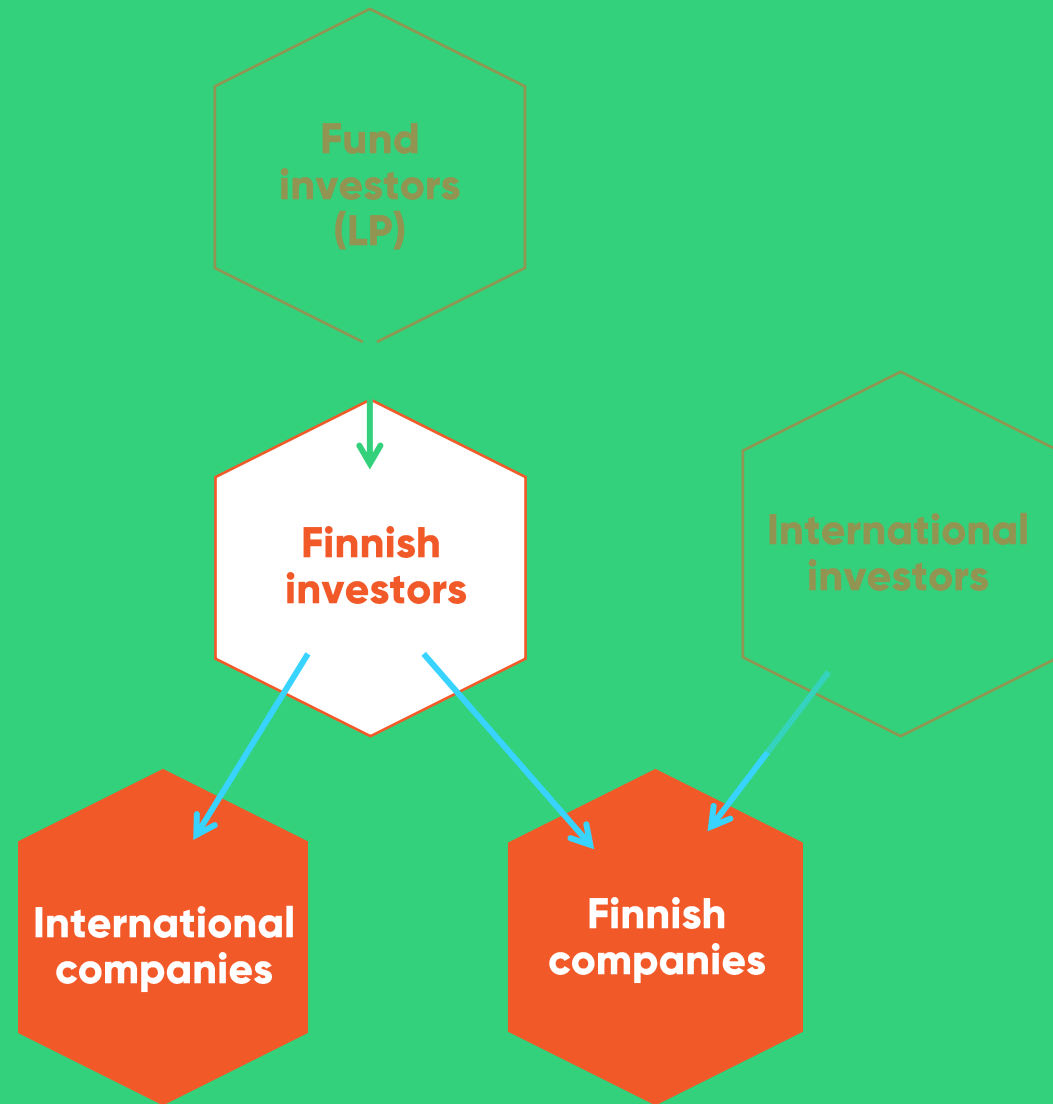 Fund
investors
(LP)
Finnish
investors
International
investors
International
companies
Finnish
companies